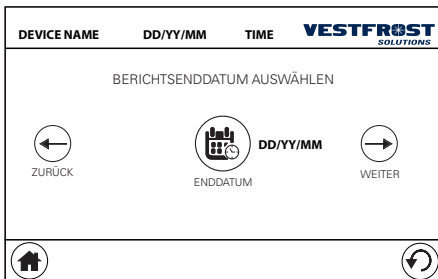 DEVICE NAME DD/YY/MM TIME VESTFROST
SOLUTIONS
BERICHTSENDDATUM AUSWÄHLEN
DD/YY/MM
ZURÜCK ENDDATUM WEITER